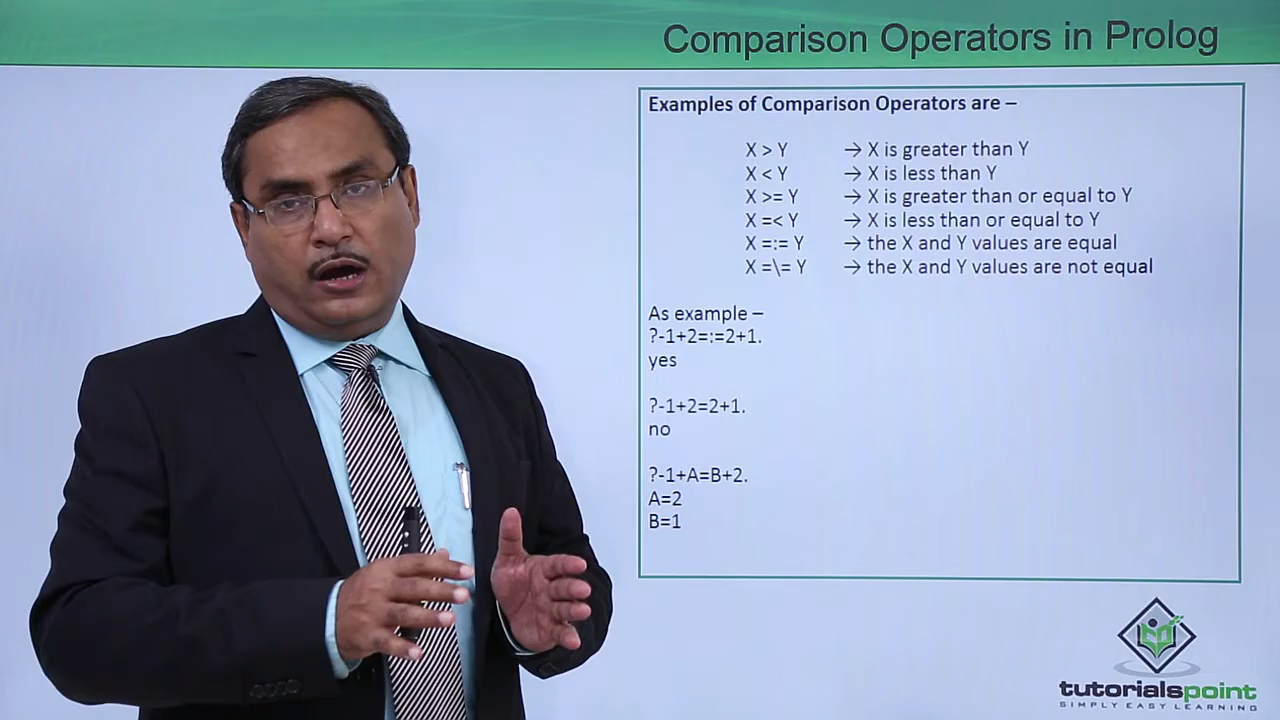 Comparison Operators in Prolog
Examples of Comparison Operators are –
X > Y → X is greater than Y
X < Y → X is less than Y
X >= Y → X is greater than or equal to Y
X =< Y → X is less than or equal to Y
X =:= Y → the X and Y values are equal
X =\= Y → the X and Y values are not equal
As example –
?-1+2=:=2+1.
yes
?-1+2=2+1.
no
?-1+A=B+2.
A=2
B=1
tutorialspoint
SIMPLY EASY LEARNING